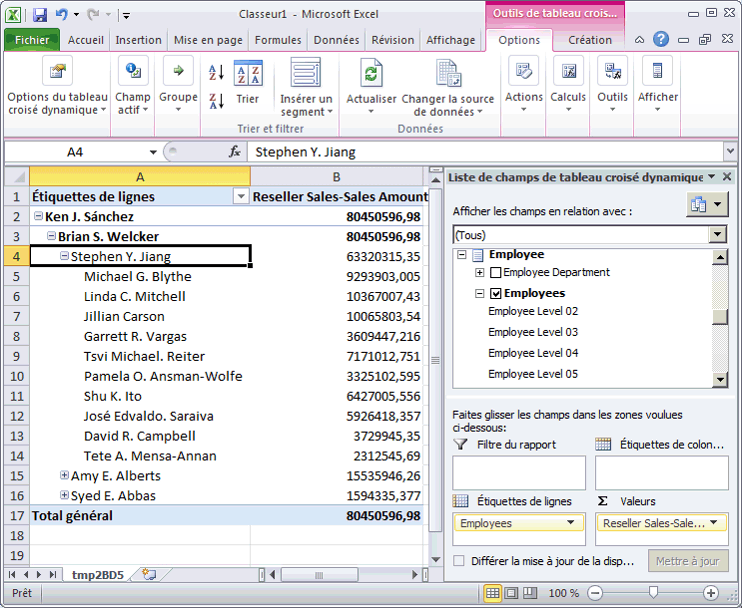 Classeur1 - Microsoft Excel
Outils de tableau crois...
Fichier Accueil Insertion Mise en page Formules Données Révision Affichage Options Création
Options du tableau croisé dynamique
Champ actif
Groupe
Trier
Insérer un segment
Actualiser
Changer la source de données
Actions
Calculs
Outils
Afficher
Trier et filtrer
Données
A4
fx
Stephen Y. Jiang
A B
1 Étiquettes de lignes Reseller Sales-Sales Amount
2 Ken J. Sánchez 80450596,98
3 Brian S. Welcker 80450596,98
4 Stephen Y. Jiang 63320315,35
5 Michael G. Blythe 9293903,005
6 Linda C. Mitchell 10367007,43
7 Jillian Carson 10065803,54
8 Garrett R. Vargas 3609447,216
9 Tsvi Michael. Reiter 7171012,751
10 Pamela O. Ansman-Wolfe 3325102,595
11 Shu K. Ito 6427005,556
12 José Edvaldo. Saraiva 5926418,357
13 David R. Campbell 3729945,35
14 Tete A. Mensa-Annan 2312545,69
15 Amy E. Alberts 15535946,26
16 Syed E. Abbas 1594335,377
17 Total général 80450596,98
18
19
tmp2BD5
Prêt
100 %
Liste de champs de tableau croisé dynamique
Afficher les champs en relation avec :
(Tous)
Employee
Employee Department
Employees
Employee Level 02
Employee Level 03
Employee Level 04
Employee Level 05
Faites glisser les champs dans les zones voulues
ci-dessous:
Filtre du rapport
Étiquettes de colon...
Étiquettes de lignes
Σ Valeurs
Employees
Reseller Sales-Sale...
Différer la mise à jour de la disp...
Mettre à jour